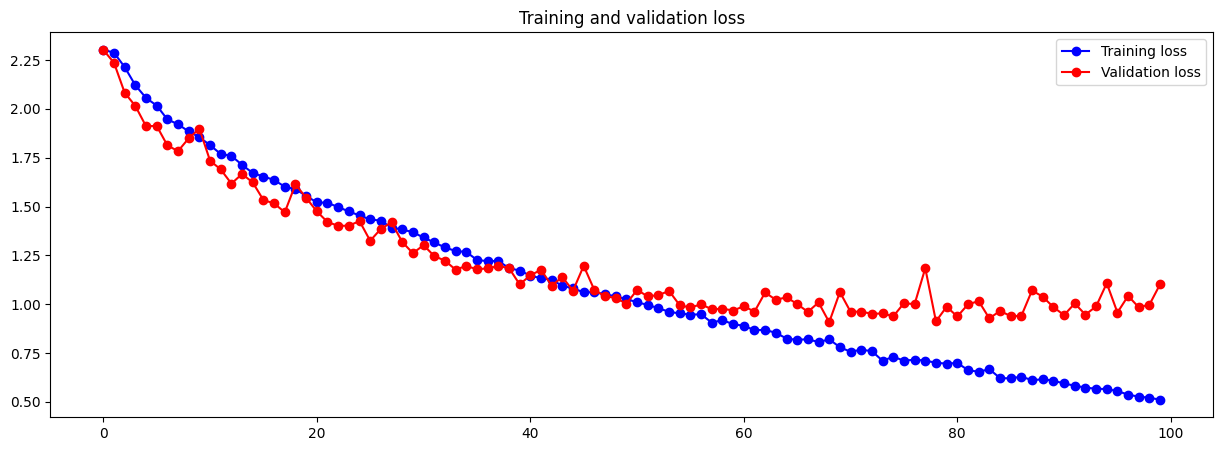 Training and validation loss
Training loss
Validation loss
2.25
2.00
1.75
1.50
1.25
1.00
0.75
0.50
0 20 40 60 80 100